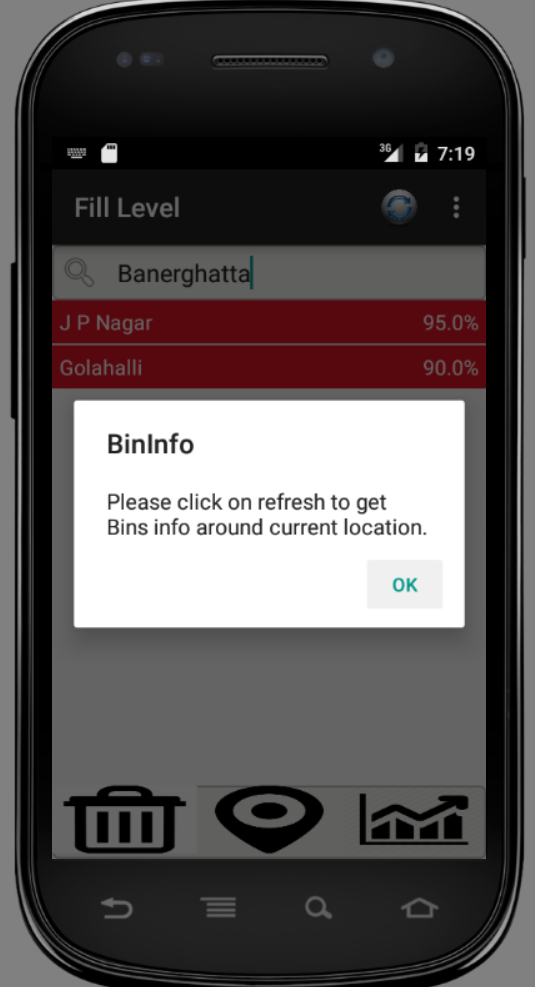 3G 7:19
Fill Level
Banerghatta
J P Nagar 95.0%
Golahalli 90.0%
BinInfo
Please click on refresh to get
Bins info around current location.
OK